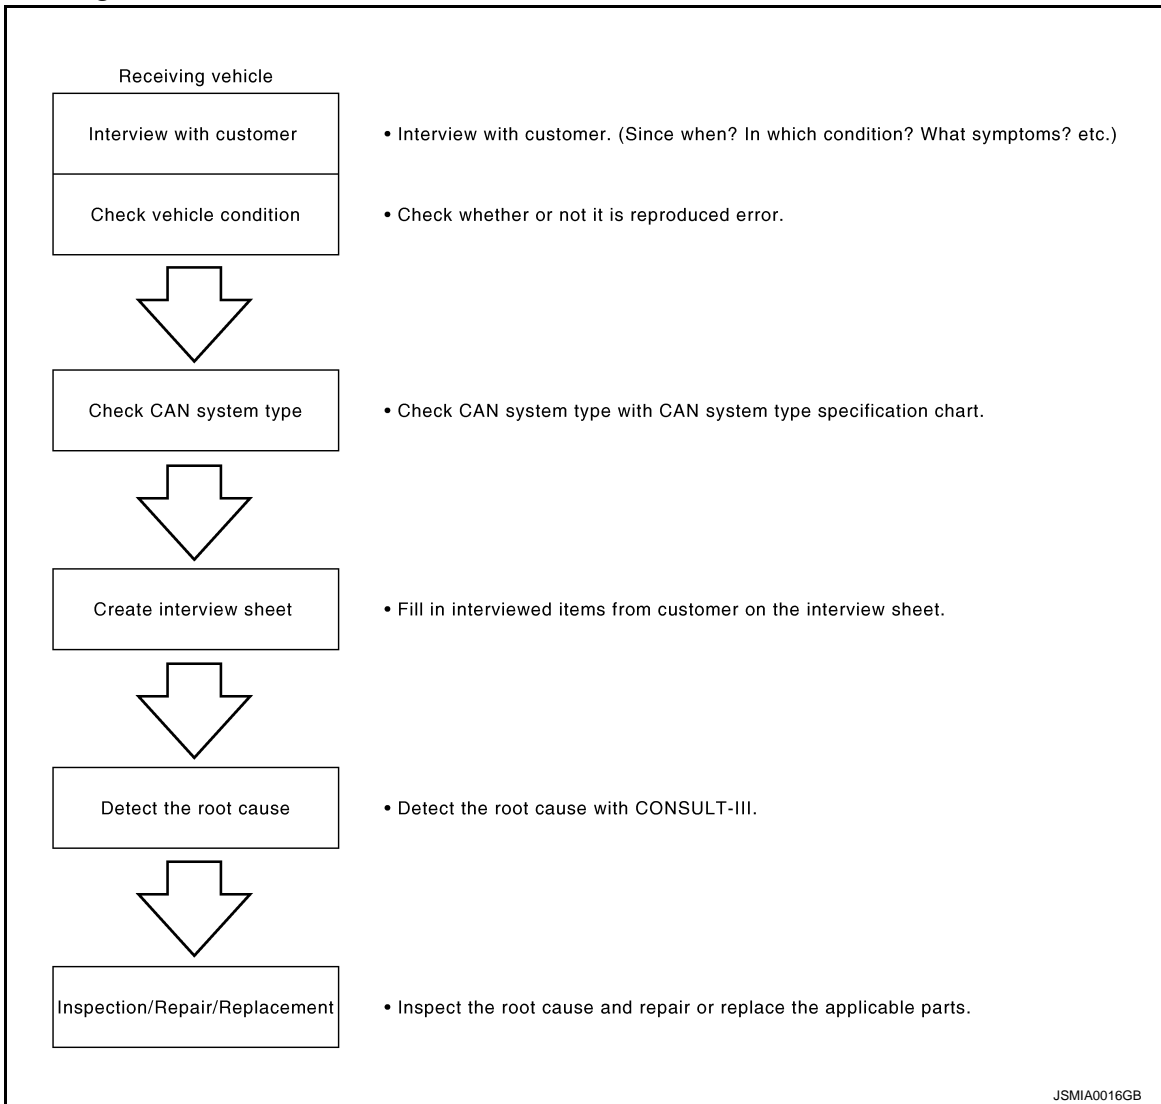 Receiving vehicle
Interview with customer
• Interview with customer. (Since when? In which condition? What symptoms? etc.)
Check vehicle condition
• Check whether or not it is reproduced error.
Check CAN system type
• Check CAN system type with CAN system type specification chart.
Create interview sheet
• Fill in interviewed items from customer on the interview sheet.
Detect the root cause
• Detect the root cause with CONSULT-III.
Inspection/Repair/Replacement
• Inspect the root cause and repair or replace the applicable parts.
JSMIA0016GB